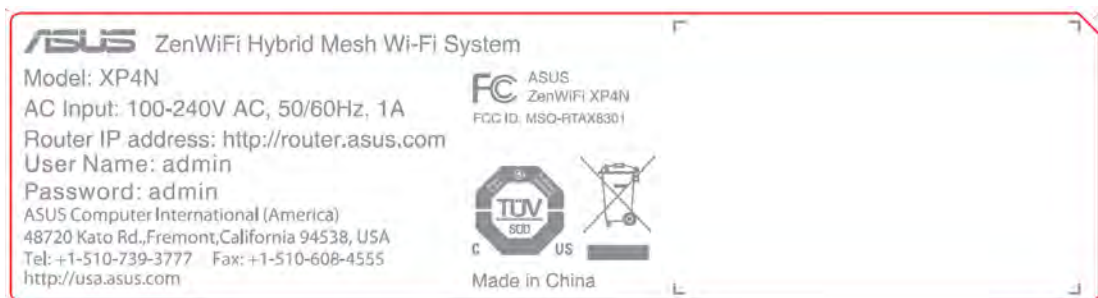 ASUS ZenWiFi Hybrid Mesh Wi-Fi System
Model: XP4N
AC Input: 100-240V AC, 50/60Hz, 1A
Router IP address: http://router.asus.com
User Name: admin
Password: admin
ASUS Computer International (America)
48720 Kato Rd.,Fremont,California 94538, USA
Tel: +1-510-739-3777 Fax: +1-510-608-4555
http://usa.asus.com
FC ASUS
ZenWiFi XP4N
FCC ID: MSQ-RTAX8301
TÜV
SÜD
C US
Made in China